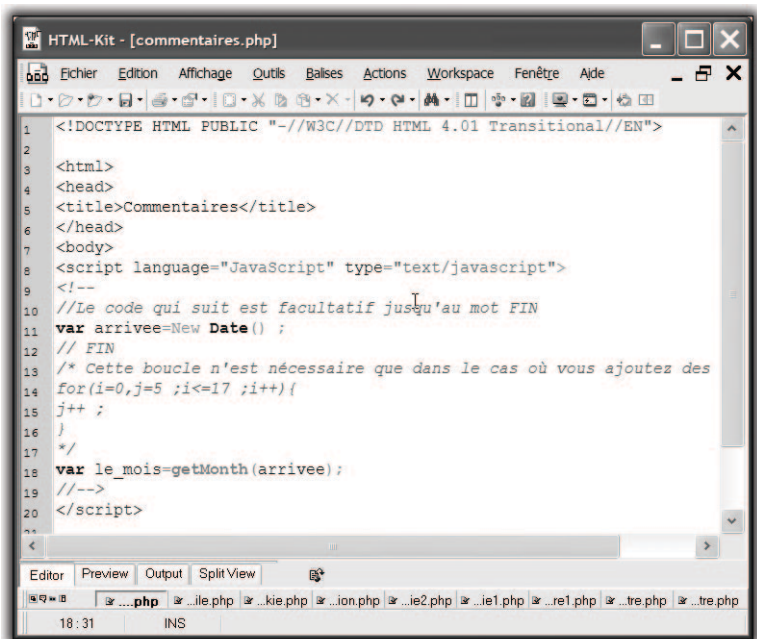 HTML-Kit - [commentaires.php]
Fichier Edition Affichage Outils Balises Actions Workspace Fenêtre Aide
1 <!DOCTYPE HTML PUBLIC "-//W3C//DTD HTML 4.01 Transitional//EN">
2
3 <html>
4 <head>
5 <title>Commentaires</title>
6 </head>
7 <body>
8 <script language="JavaScript" type="text/javascript">
9 <!--
10 //Le code qui suit est facultatif jusqu'au mot FIN
11 var arrivee=New Date() ;
12 // FIN
13 /* Cette boucle n'est nécessaire que dans le cas où vous ajoutez des
14 for(i=0,j=5 ;i<=17 ;i++){
15 j++ ;
16 }
17 */
18 var le_mois=getMonth(arrivee);
19 //-->
20 </script>
21
Editor Preview Output Split View
....php ...ile.php ...kie.php ...ion.php ...ie2.php ...ie1.php ...re1.php ...tre.php ...tre.php
18:31 INS